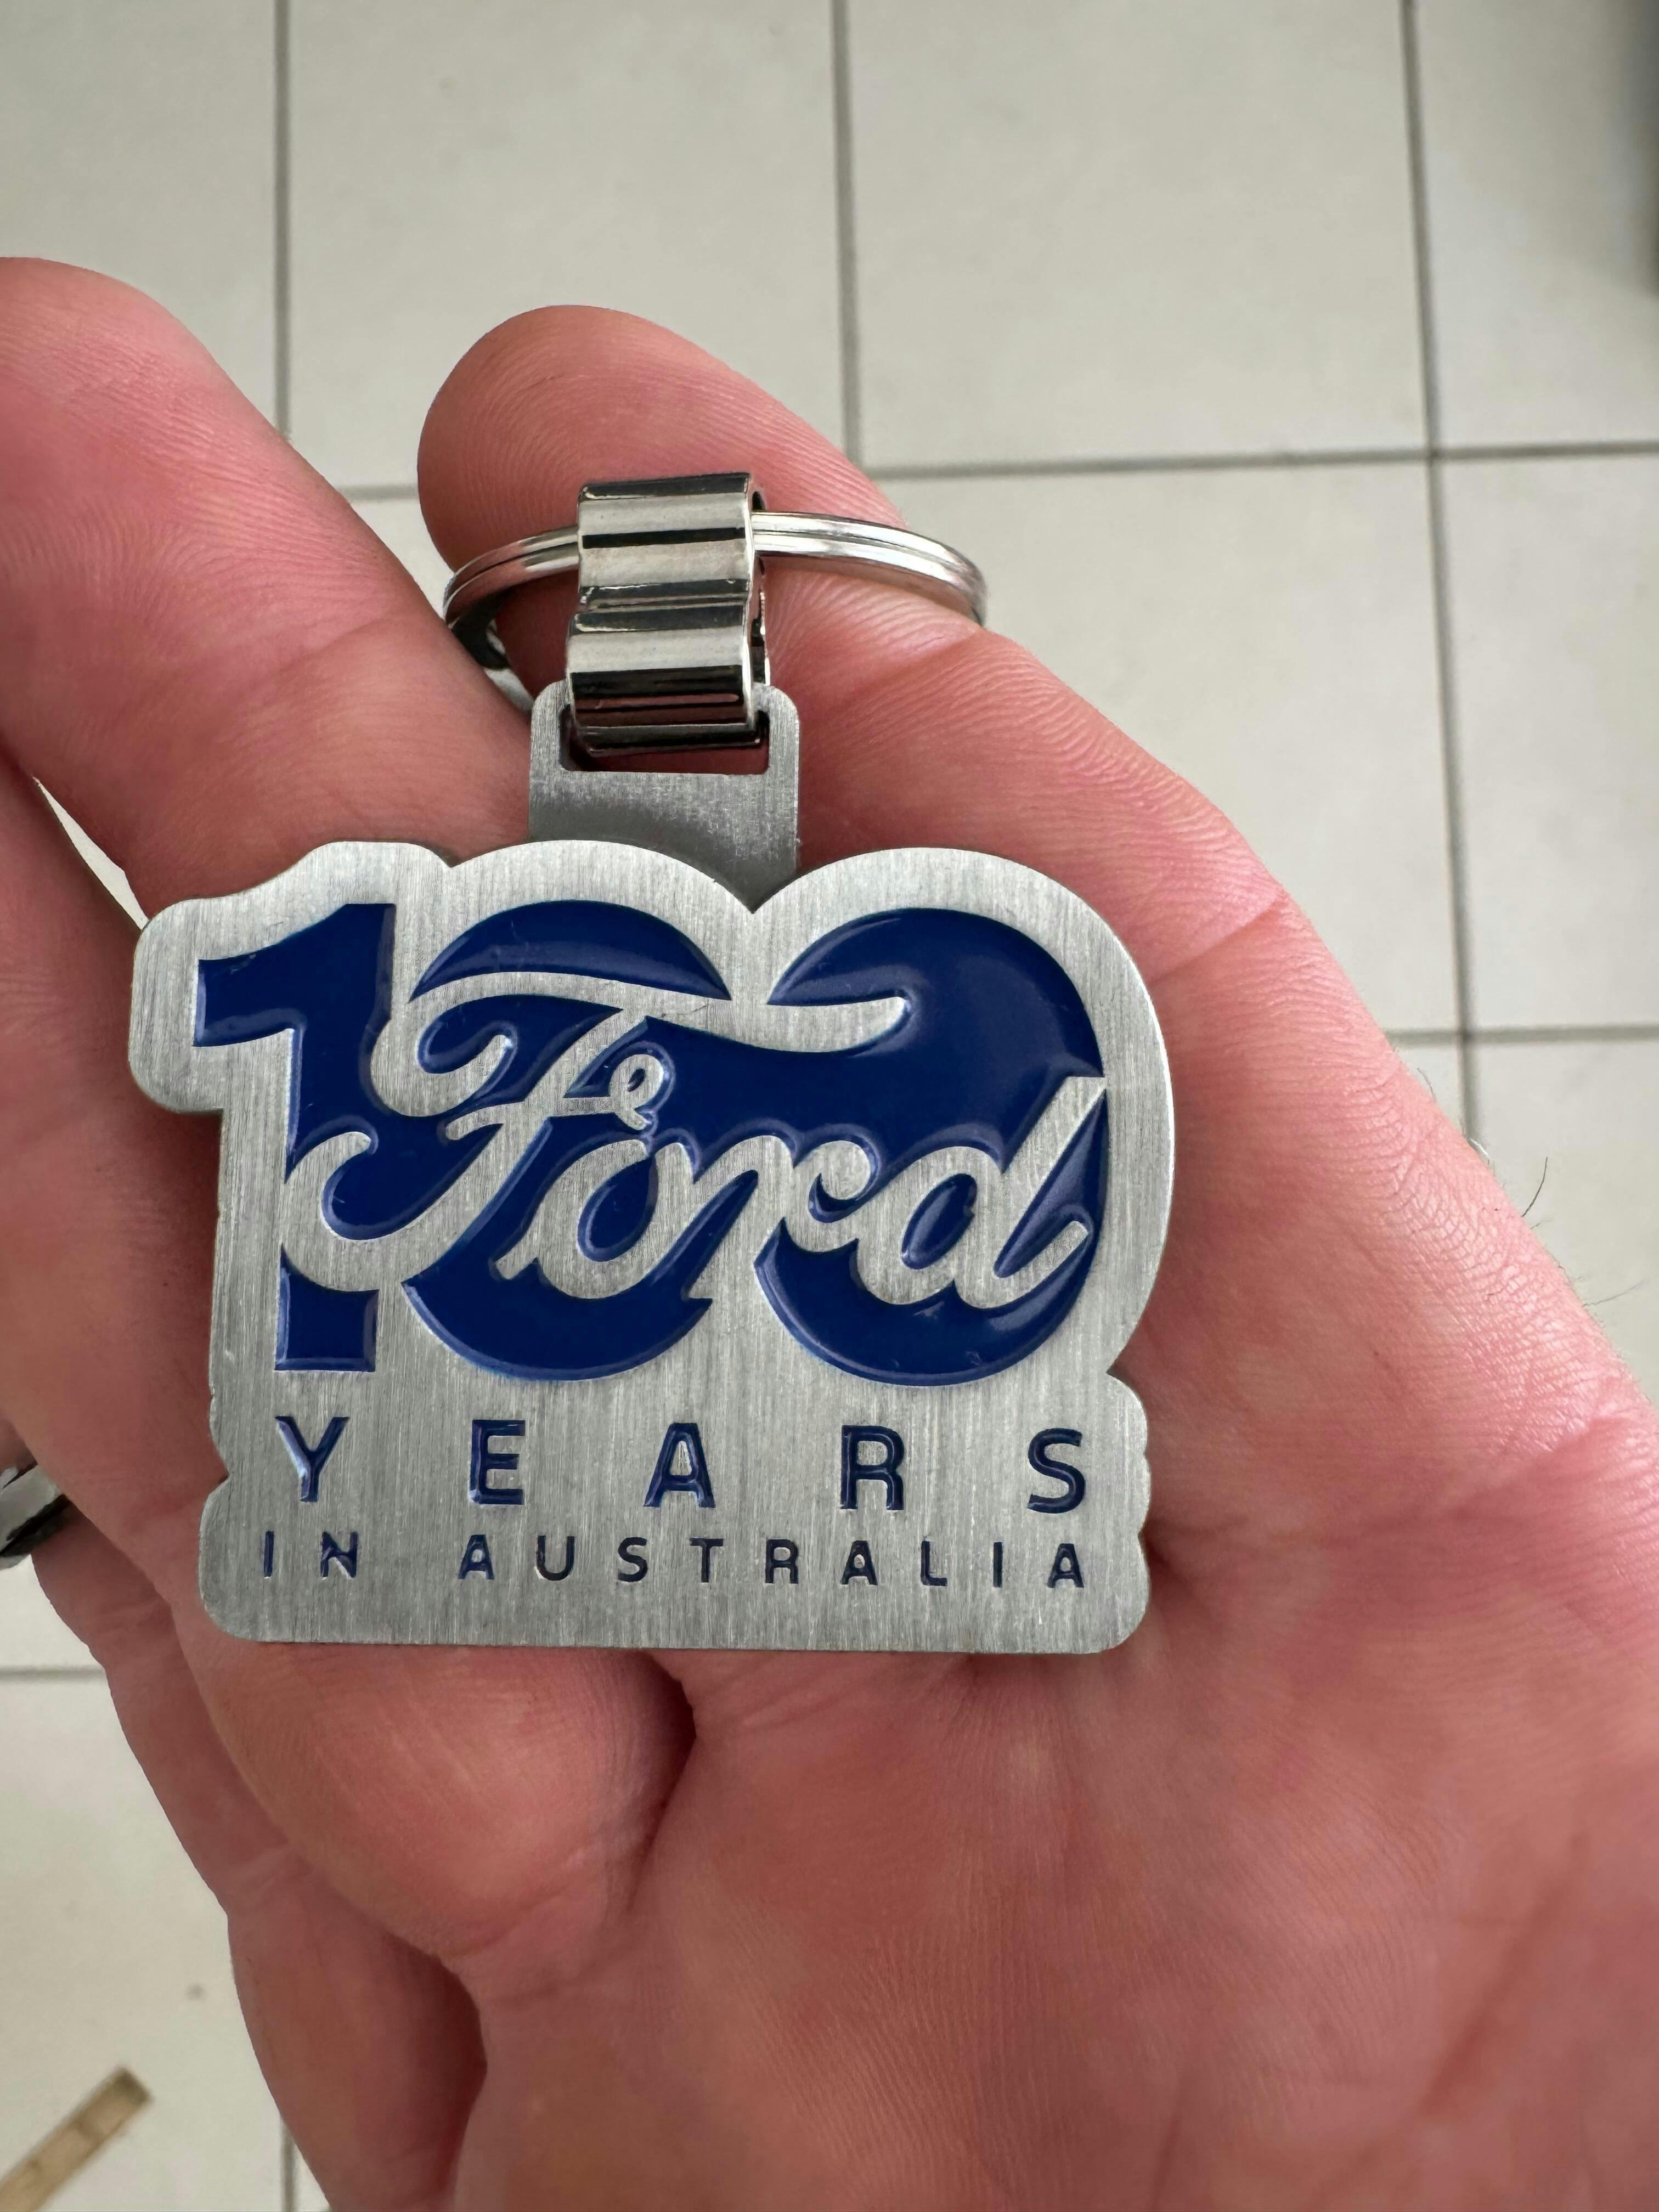 100
Ford
YEARS
IN AUSTRALIA